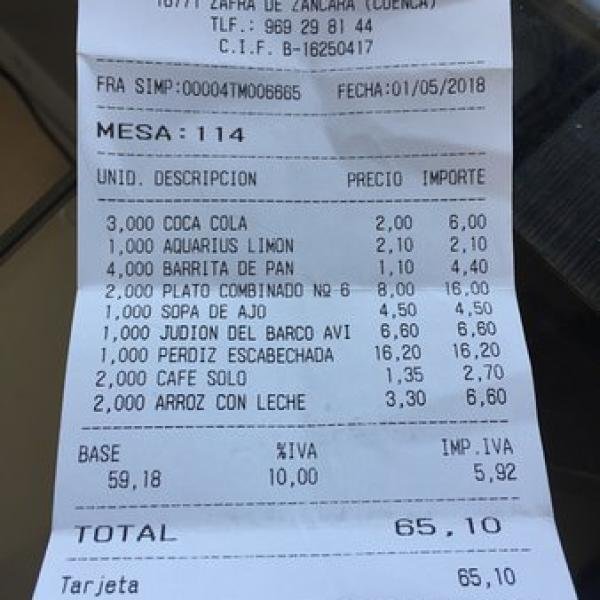 16771 ZAFRA DE ZANCARA (CUENCA)
TLF.: 969 29 81 44
C.I.F. B-16250417
FRA SIMP:00004TM006665 FECHA:01/05/2018
MESA: 114
UNID. DESCRIPCION PRECIO IMPORTE
3,000 COCA COLA 2,00 6,00
1,000 AQUARIUS LIMON 2,10 2,10
4,000 BARRITA DE PAN 1,10 4,40
2,000 PLATO COMBINADO Nº 6 8,00 16,00
1,000 SOPA DE AJO 4,50 4,50
1,000 JUDION DEL BARCO AVI 6,60 6,60
1,000 PERDIZ ESCABECHADA 16,20 16,20
2,000 CAFE SOLO 1,35 2,70
2,000 ARROZ CON LECHE 3,30 6,60
BASE %IVA IMP.IVA
59,18 10,00 5,92
TOTAL 65,10
Tarjeta 65,10